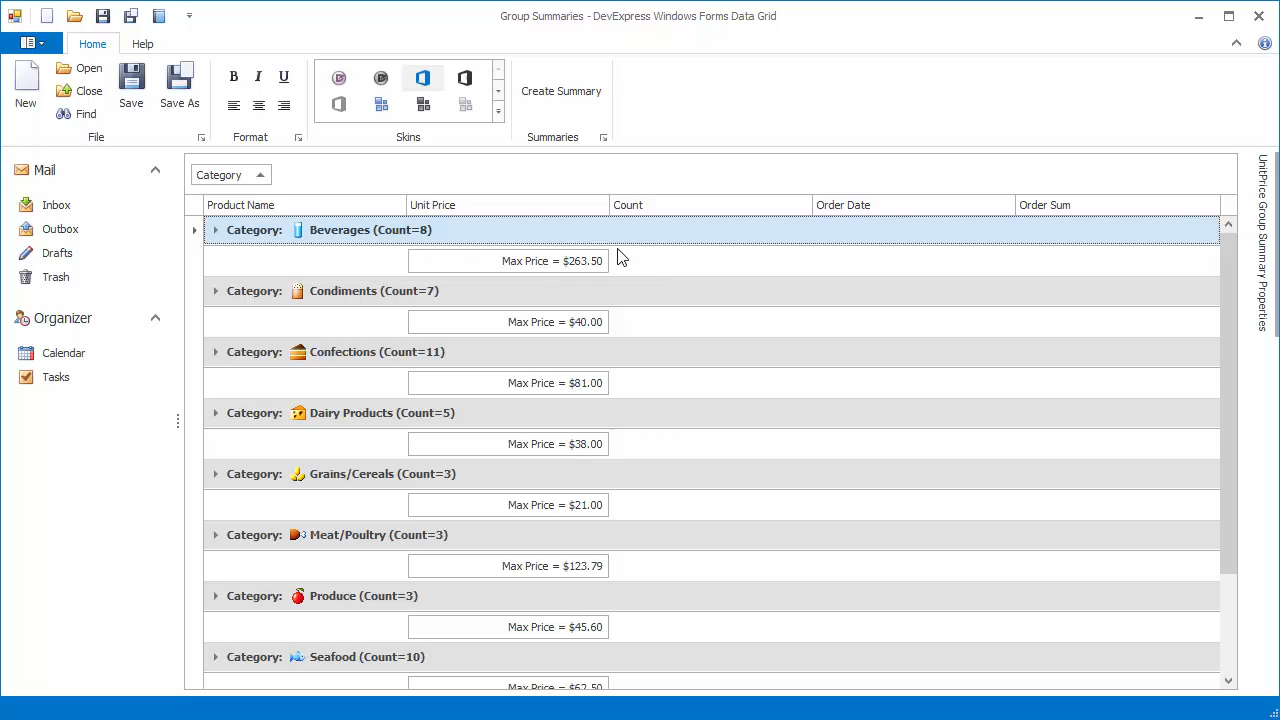 Group Summaries - DevExpress Windows Forms Data Grid
Home Help
New
Open
Close
Find
Save
Save As
File
B I U
Format
Skins
Create Summary
Summaries
Mail
Inbox
Outbox
Drafts
Trash
Organizer
Calendar
Tasks
Category
Product Name Unit Price Count Order Date Order Sum
Category: Beverages (Count=8)
Max Price = $263.50
Category: Condiments (Count=7)
Max Price = $40.00
Category: Confections (Count=11)
Max Price = $81.00
Category: Dairy Products (Count=5)
Max Price = $38.00
Category: Grains/Cereals (Count=3)
Max Price = $21.00
Category: Meat/Poultry (Count=3)
Max Price = $123.79
Category: Produce (Count=3)
Max Price = $45.60
Category: Seafood (Count=10)
Max Price = $62.50
UnitPrice Group Summary Properties